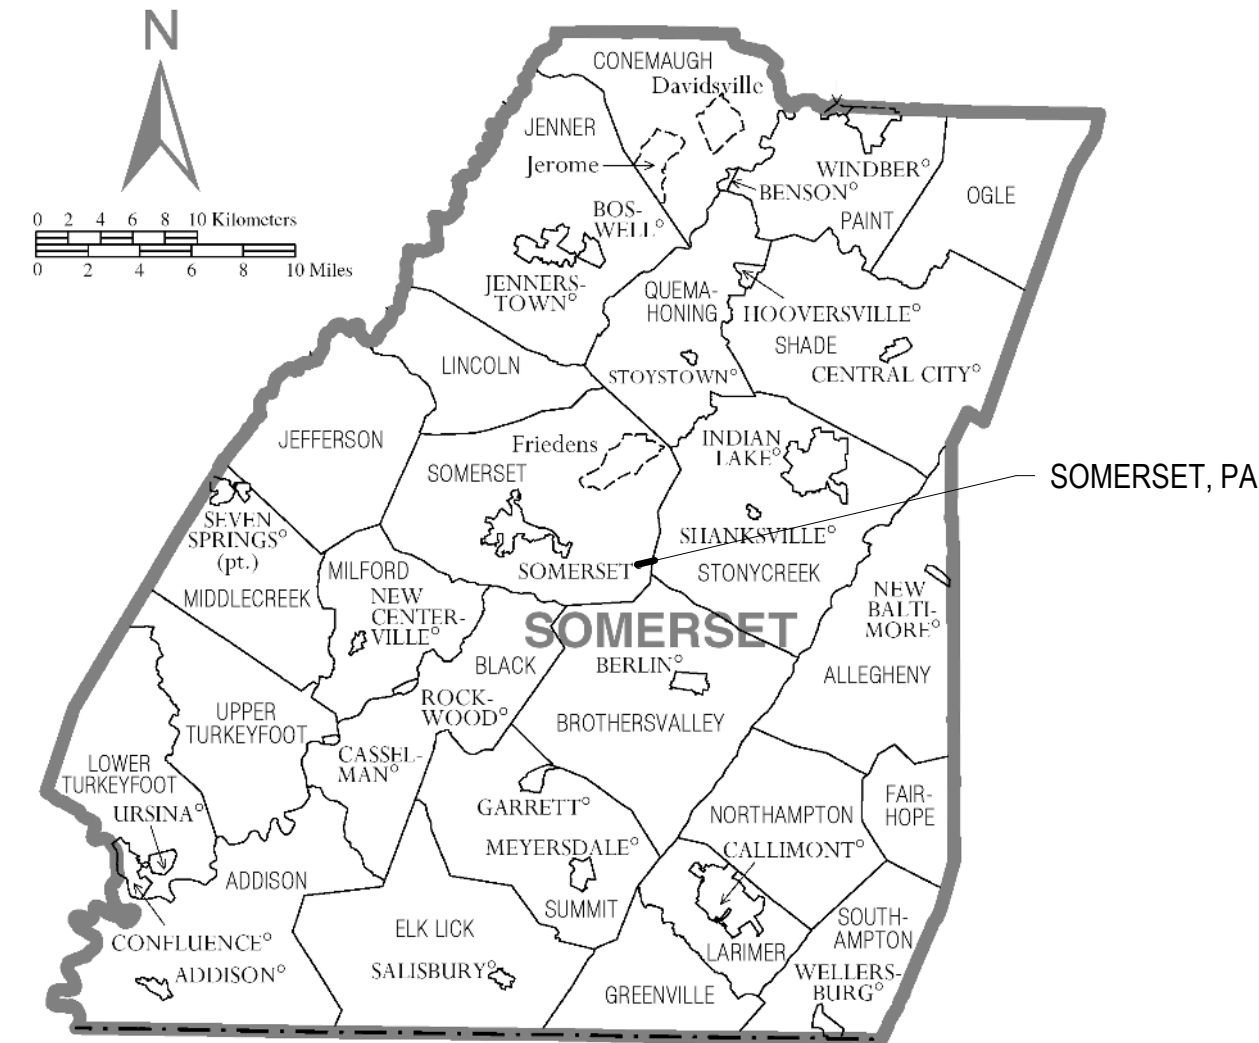 N
CONEMAUGH
Davidsville
JENNER
Jerome
WINDBER°
BENSON°
OGLE
PAINT
BOS-
WELL°
0 2 4 6 8 10 Kilometers
0 2 4 6 8 10 Miles
JENNERS-
TOWN°
QUEMA-
HONING
HOOVERSVILLE°
SHADE
CENTRAL CITY°
LINCOLN
STOYSTOWN°
JEFFERSON
Friedens
INDIAN
LAKE°
SOMERSET
SOMERSET, PA
SEVEN
SPRINGS°
(pt.)
SHANKSVILLE°
SOMERSET
STONYCREEK
MILFORD
MIDDLECREEK
NEW
CENTER-
VILLE°
NEW
BALTI-
MORE°
SOMERSET
BLACK
BERLIN°
ALLEGHENY
ROCK-
WOOD°
UPPER
TURKEYFOOT
BROTHERSVALLEY
CASSEL-
MAN°
LOWER
TURKEYFOOT
URSINA°
GARRETT°
NORTHAMPTON
FAIR-
HOPE
MEYERSDALE°
CALLIMONT°
ADDISON
SUMMIT
SOUTH-
AMPTON
ELK LICK
CONFLUENCE°
LARIMER
ADDISON°
SALISBURY°
WELLERS-
BURG°
GREENVILLE